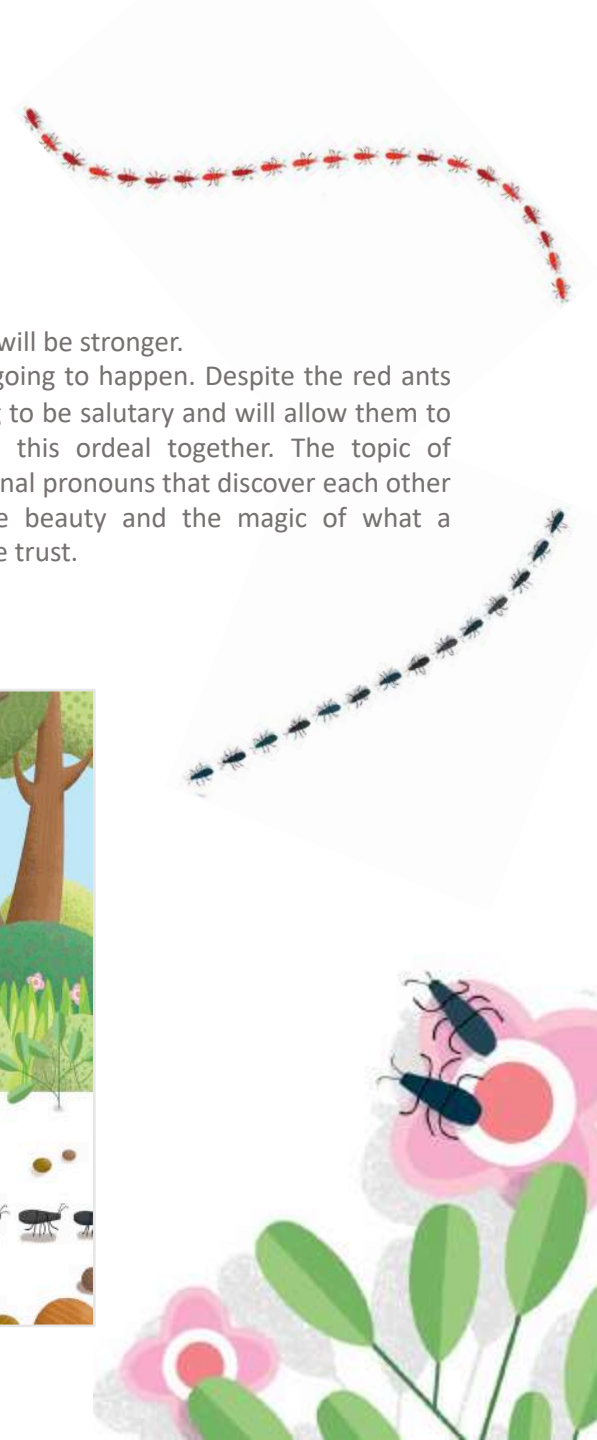 will be stronger.
going to happen. Despite the red ants
to be salutary and will allow them to
this ordeal together. The topic of
pronouns that discover each other
beauty and the magic of what a
trust.